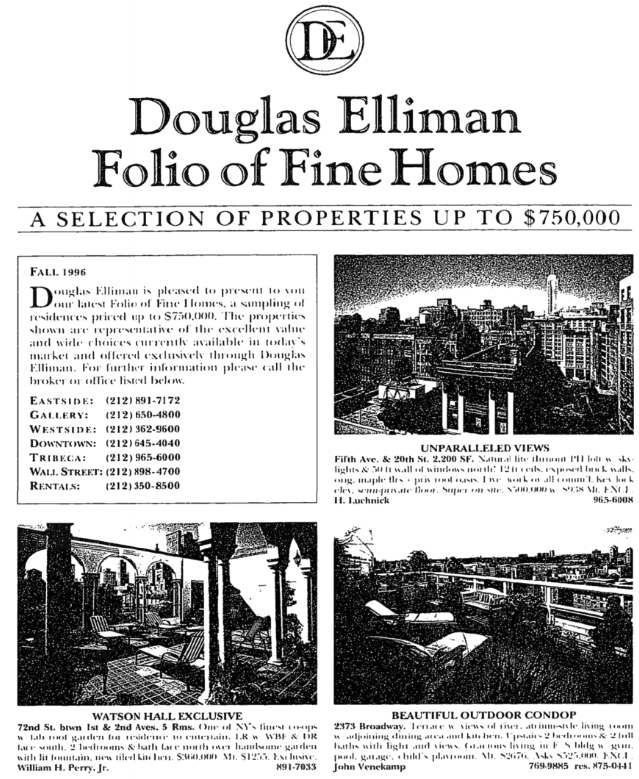 DE
Douglas Elliman
Folio of Fine Homes
A SELECTION OF PROPERTIES UP TO $750,000
FALL 1996
Douglas Elliman is pleased to present to you
our latest Folio of Fine Homes, a sampling of
residences priced up to $750,000. The properties
shown are representative of the excellent value
and wide choices currently available in today's
market and offered exclusively through Douglas
Elliman. For further information please call the
broker or office listed below.
EASTSIDE: (212) 891-7172
GALLERY: (212) 650-4800
WESTSIDE: (212) 362-9600
DOWNTOWN: (212) 645-4040
TRIBECA: (212) 965-6000
WALL STREET: (212) 898-4700
RENTALS: (212) 350-8500
UNPARALLELED VIEWS
Fifth Ave. & 20th St. 2,200 SF. Natural lite thruout PH loft w sky-
lights & 50 ft wall of windows north! 12 ft ceils, exposed brick walls,
orig. maple flrs + priv roof oasis. Live work or all comm'l. Key lock
elev, semi-private floor. Super on site. $500,000 w $938 Mt. EXCL.
H. Luchnick 965-6008
WATSON HALL EXCLUSIVE
72nd St. btwn 1st & 2nd Aves. 5 Rms. One of NY's finest co-ops
w fab roof garden for residence to entertain. LR w WBF & DR
face south. 2 bedrooms & bath face north over handsome garden
with lit fountain, new tiled kitchen. $360,000 Mt. $1255. Exclusive.
William H. Perry, Jr. 891-7033
BEAUTIFUL OUTDOOR CONDOP
2373 Broadway. Terrace w views of river, atrium-style living room
w adjoining dining area and kitchen. Upstairs 2 bedrooms & 2 full
baths with light and views. Gracious living in F S bldg w gym,
pool, garage, child's playroom. Mt. $2676. Asks $525,000. EXCL.
John Venekamp 769-9885 res. 875-0441